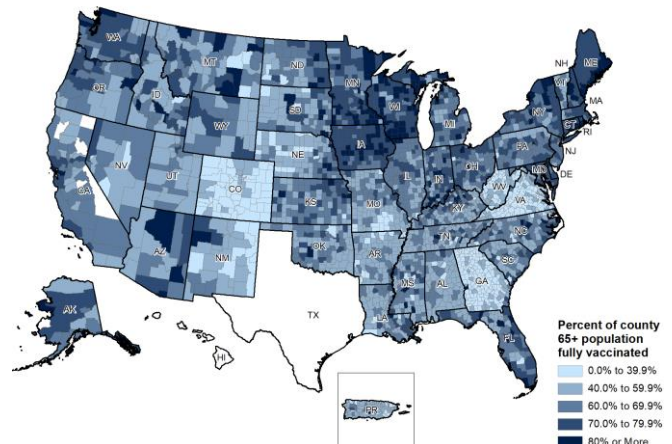 WA
MT
ND
MN
OR
ID
SD
WI
WY
MI
NH
VT
ME
NY
MA
CT
RI
NE
IA
PA
NJ
NV
UT
CO
IL
IN
OH
MD
DE
CA
KS
MO
WV
VA
KY
AZ
NM
OK
AR
TN
NC
SC
MS
AL
GA
TX
LA
FL
AK
HI
PR
Percent of county
65+ population
fully vaccinated
0.0% to 39.9%
40.0% to 59.9%
60.0% to 69.9%
70.0% to 79.9%
80% or More